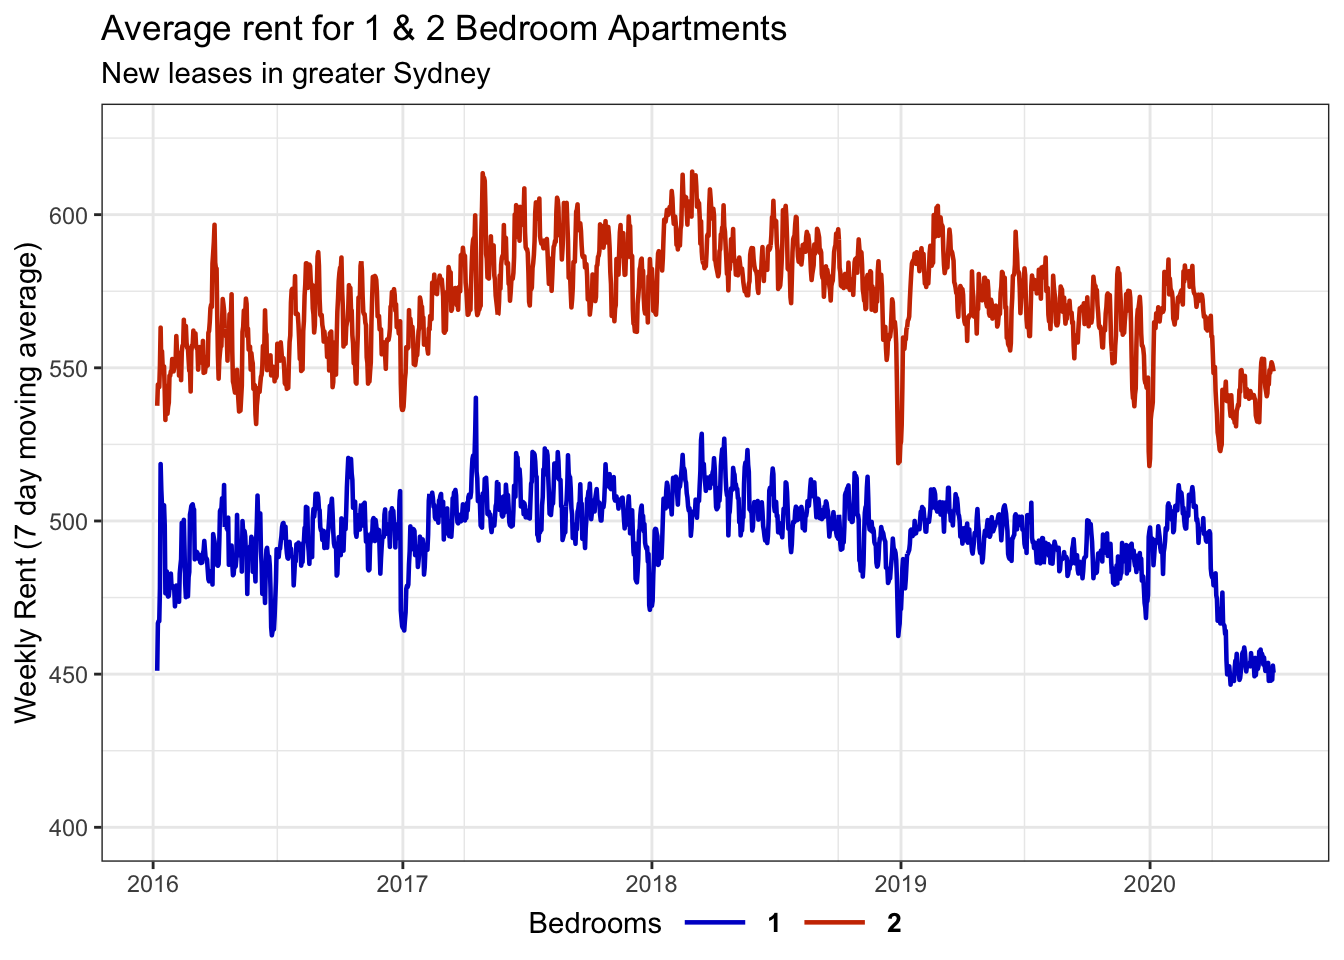 Average rent for 1 & 2 Bedroom Apartments
New leases in greater Sydney
Weekly Rent (7 day moving average)
600
550
500
450
400
2016 2017 2018 2019 2020
Bedrooms 1 2